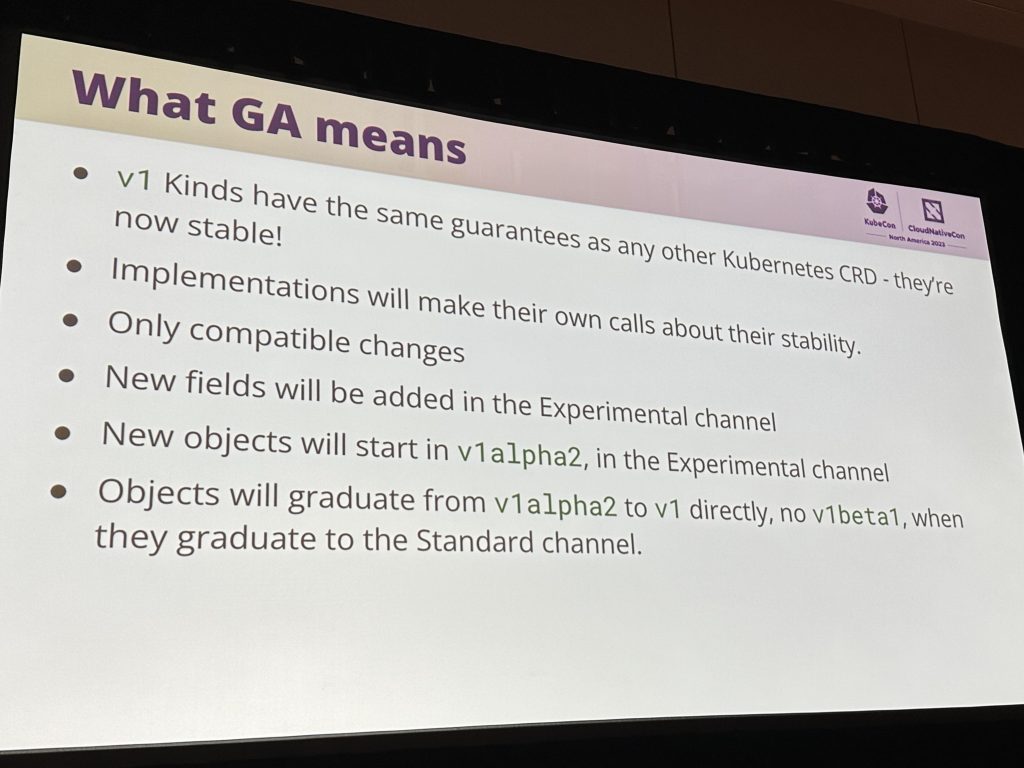 What GA means
KubeCon
CloudNativeCon
North America 2023
● v1 Kinds have the same guarantees as any other Kubernetes CRD - they're
now stable!
● Implementations will make their own calls about their stability.
● Only compatible changes
● New fields will be added in the Experimental channel
● New objects will start in v1alpha2, in the Experimental channel
● Objects will graduate from v1alpha2 to v1 directly, no v1beta1, when
they graduate to the Standard channel.